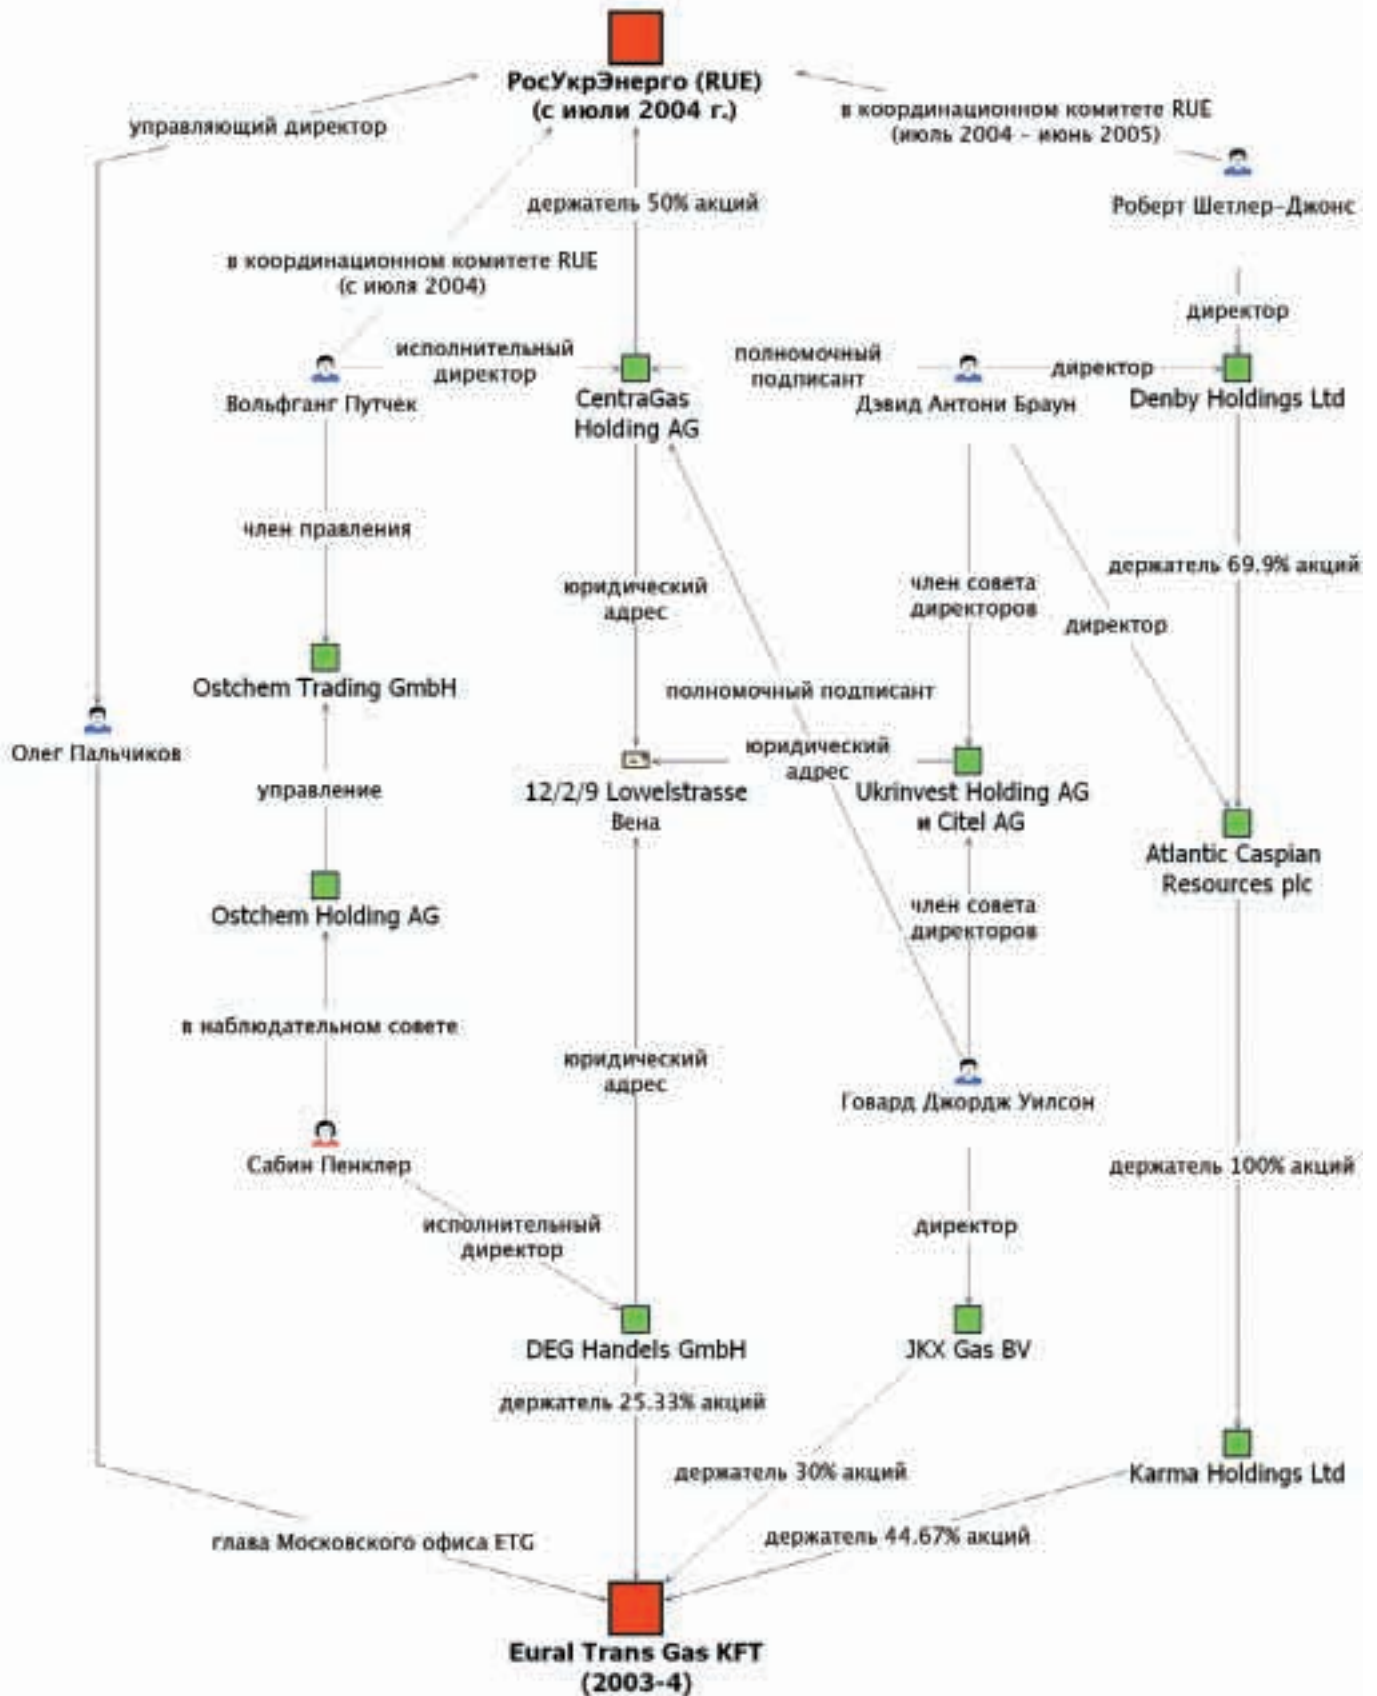 РосУкрЭнерго (RUE)
(с июли 2004 г.)
управляющий директор
в координационном комитете RUE
(июль 2004 - июнь 2005)
Роберт Шетлер-Джонс
держатель 50% акций
в координационном комитете RUE
(с июля 2004)
директор
исполнительный
директор
полномочный
подписант
директор
Вольфганг Путчек
CentraGas
Holding AG
Дэвид Антони Браун
Denby Holdings Ltd
член правления
юридический
адрес
член совета
директоров
держатель 69.9% акций
директор
Ostchem Trading GmbH
полномочный подписант
Олег Пальчиков
юридический
адрес
управление
12/2/9 Lowelstrasse
Вена
Ukrinvest Holding AG
и Citel AG
Atlantic Caspian
Resources plc
Ostchem Holding AG
член совета
директоров
в наблюдательном совете
юридический
адрес
Говард Джордж Уилсон
Сабин Пенклер
держатель 100% акций
исполнительный
директор
директор
DEG Handels GmbH
JKX Gas BV
держатель 25.33% акций
держатель 30% акций
Karma Holdings Ltd
глава Московского офиса ETG
держатель 44.67% акций
Eural Trans Gas KFT
(2003-4)